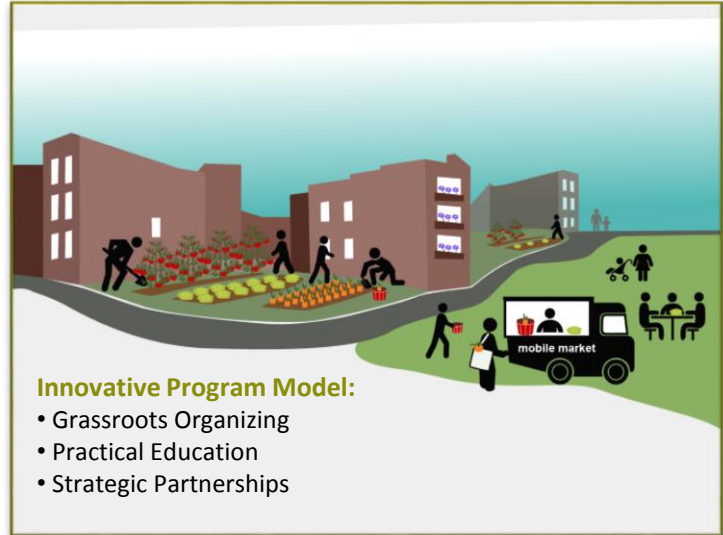 mobile market
Innovative Program Model:
• Grassroots Organizing
• Practical Education
• Strategic Partnerships